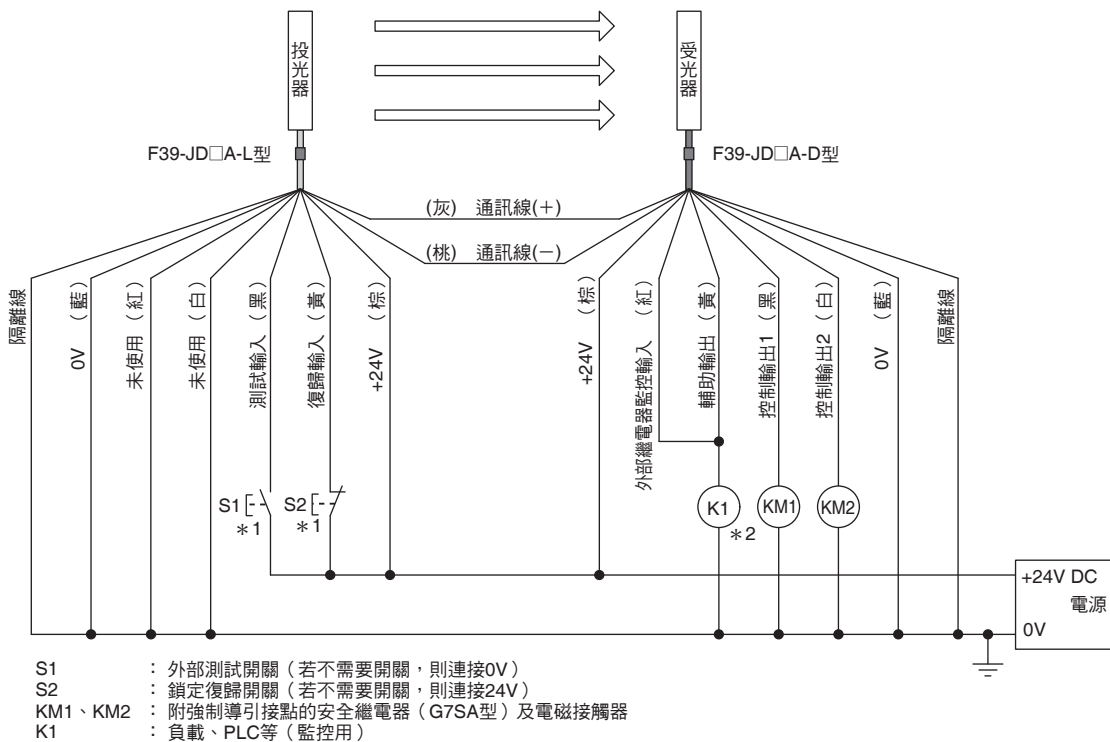 投光器
受光器
F39-JD□A-L型
F39-JD□A-D型
(灰) 通訊線(+)
(桃) 通訊線(−)
隔離線
0V (藍)
未使用 (紅)
未使用 (白)
測試輸入 (黑)
復歸輸入 (黃)
+24V (棕)
+24V (棕)
外部繼電器監控輸入 (紅)
輔助輸出 (黃)
控制輸出1 (黑)
控制輸出2 (白)
0V (藍)
隔離線
S1
*1
S2
*1
K1
*2
KM1
KM2
+24V DC
電源
0V
S1 : 外部測試開關(若不需要開關,則連接0V)
S2 : 鎖定復歸開關(若不需要開關,則連接24V)
KM1、KM2 : 附強制導引接點的安全繼電器(G7SA型)及電磁接觸器
K1 : 負載、PLC等(監控用)